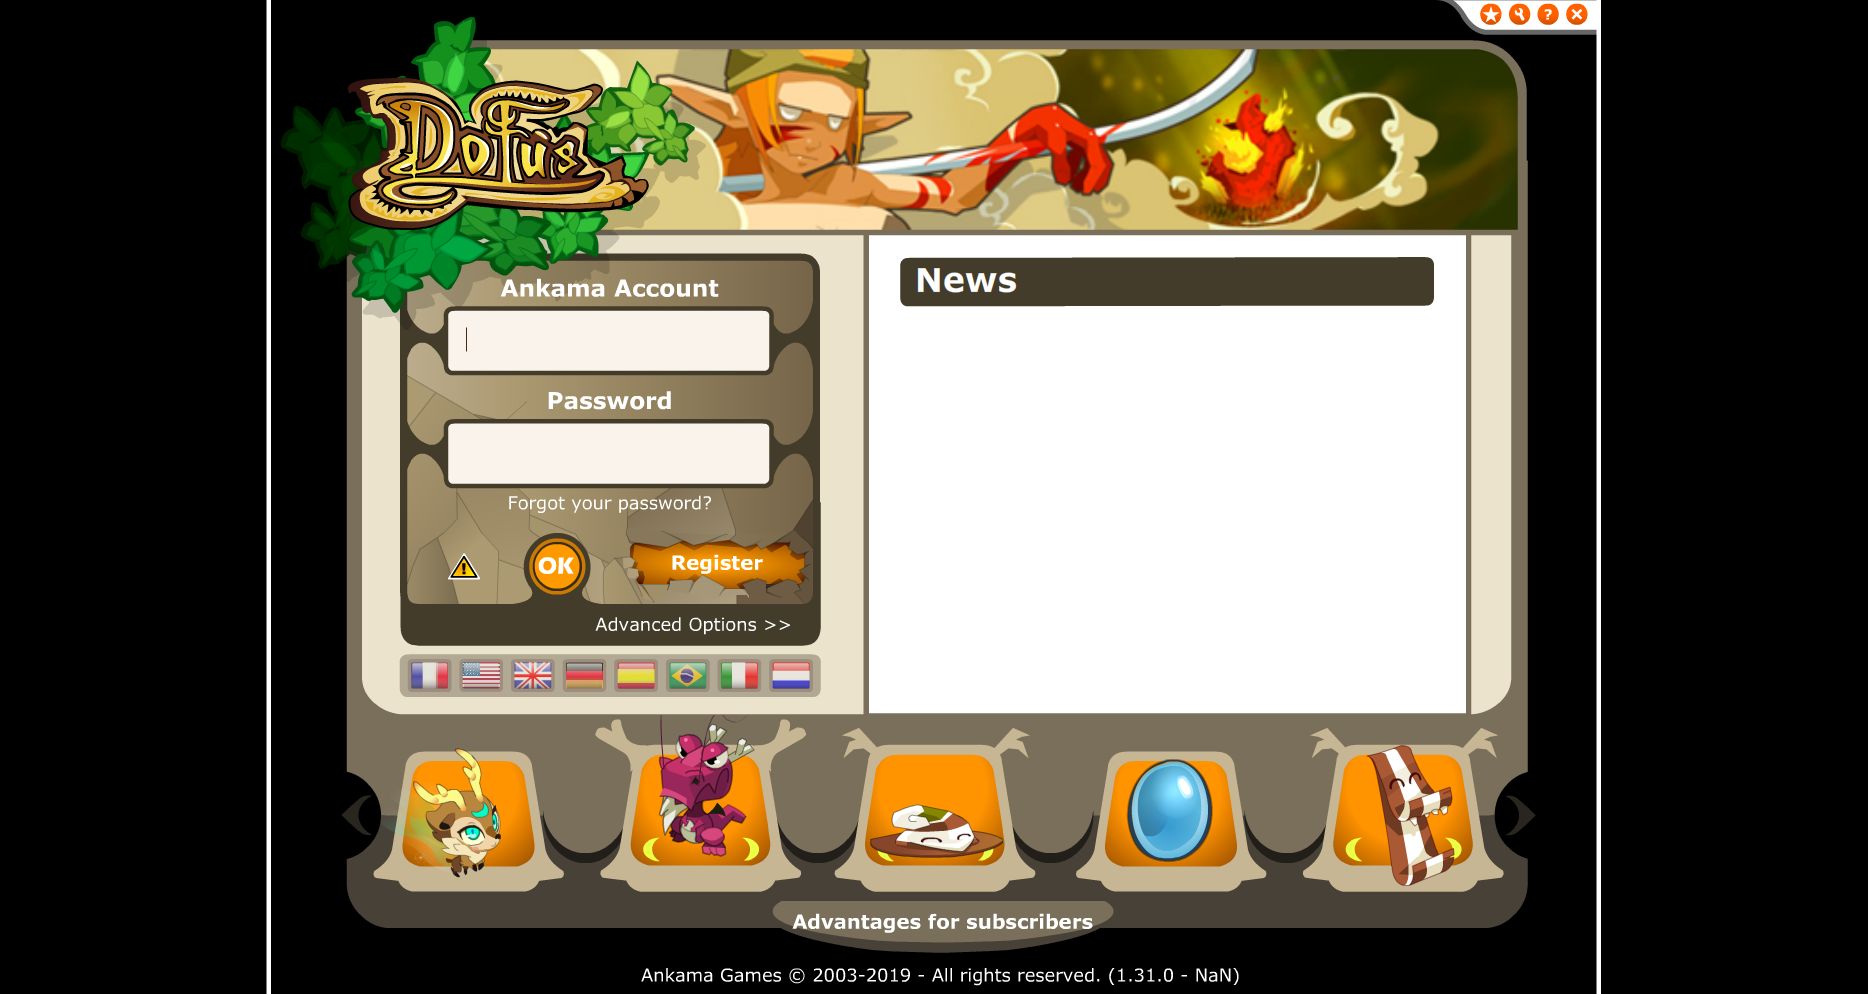 Dofus
Ankama Account
News
Password
Forgot your password?
OK
Register
Advanced Options >>
Advantages for subscribers
Ankama Games © 2003-2019 - All rights reserved. (1.31.0 - NaN)